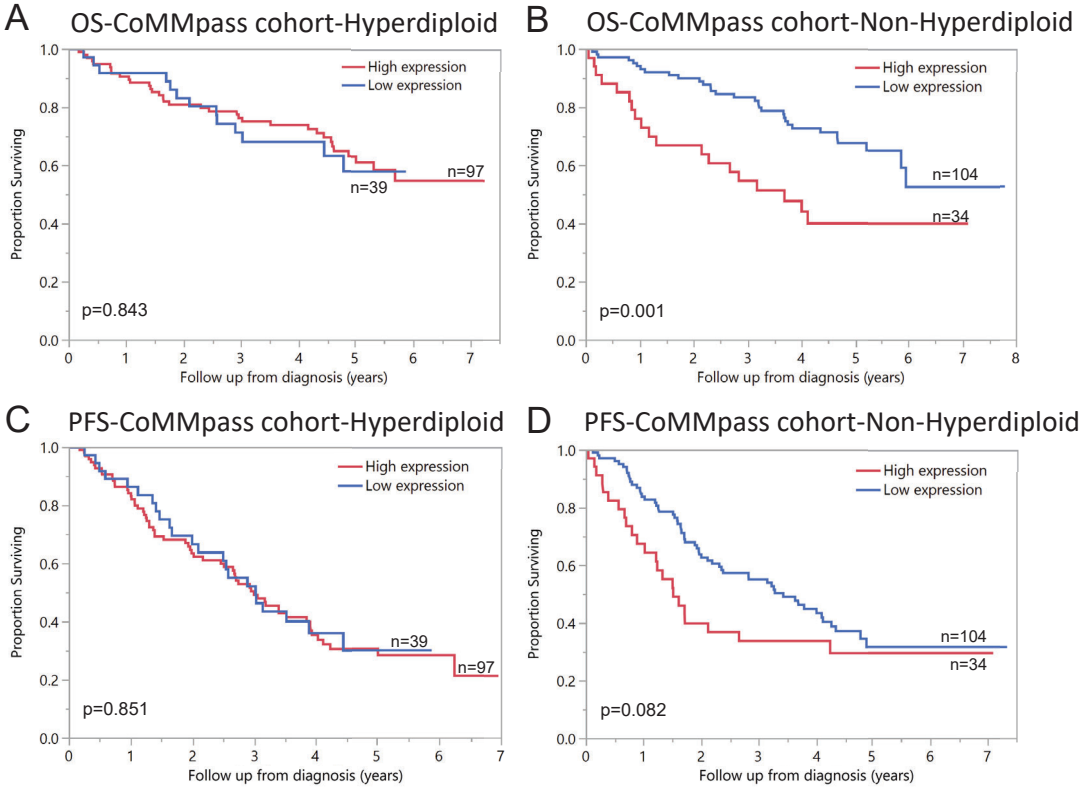 A
OS-CoMMpass cohort-Hyperdiploid
1.0
0.8
0.6
0.4
0.2
0.0
Proportion Surviving
High expression
Low expression
n=97
n=39
p=0.843
0 1 2 3 4 5 6 7
Follow up from diagnosis (years)
B
OS-CoMMpass cohort-Non-Hyperdiploid
1.0
0.8
0.6
0.4
0.2
0.0
Proportion Surviving
High expression
Low expression
n=104
n=34
p=0.001
0 1 2 3 4 5 6 7 8
Follow up from diagnosis (years)
C
PFS-CoMMpass cohort-Hyperdiploid
1.0
0.8
0.6
0.4
0.2
0.0
Proportion Surviving
High expression
Low expression
n=39
n=97
p=0.851
0 1 2 3 4 5 6 7
Follow up from diagnosis (years)
D
PFS-CoMMpass cohort-Non-Hyperdiploid
1.0
0.8
0.6
0.4
0.2
0.0
Proportion Surviving
High expression
Low expression
n=104
n=34
p=0.082
0 1 2 3 4 5 6 7
Follow up from diagnosis (years)